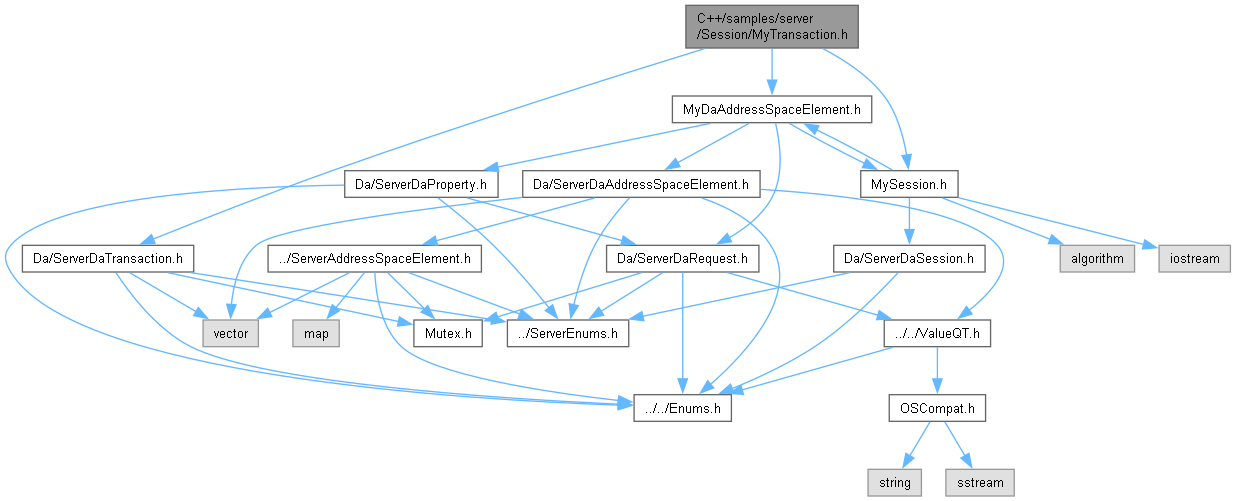 C++/samples/server
/Session/MyTransaction.h
MyDaAddressSpaceElement.h
Da/ServerDaProperty.h
Da/ServerDaAddressSpaceElement.h
MySession.h
Da/ServerDaTransaction.h
../ServerAddressSpaceElement.h
Da/ServerDaRequest.h
Da/ServerDaSession.h
algorithm
iostream
vector
map
Mutex.h
../ServerEnums.h
../../ValueQT.h
../../Enums.h
OSCompat.h
string
sstream